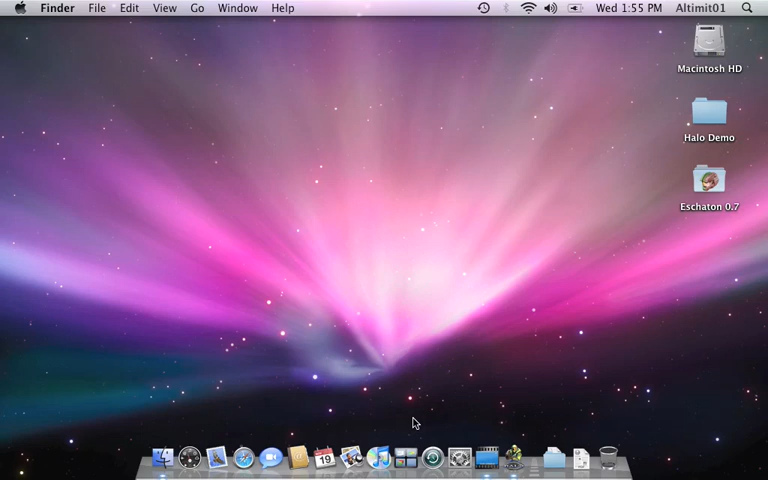 Finder File Edit View Go Window Help Wed 1:55 PM Altimit01
Macintosh HD
Halo Demo
Eschaton 0.7
19